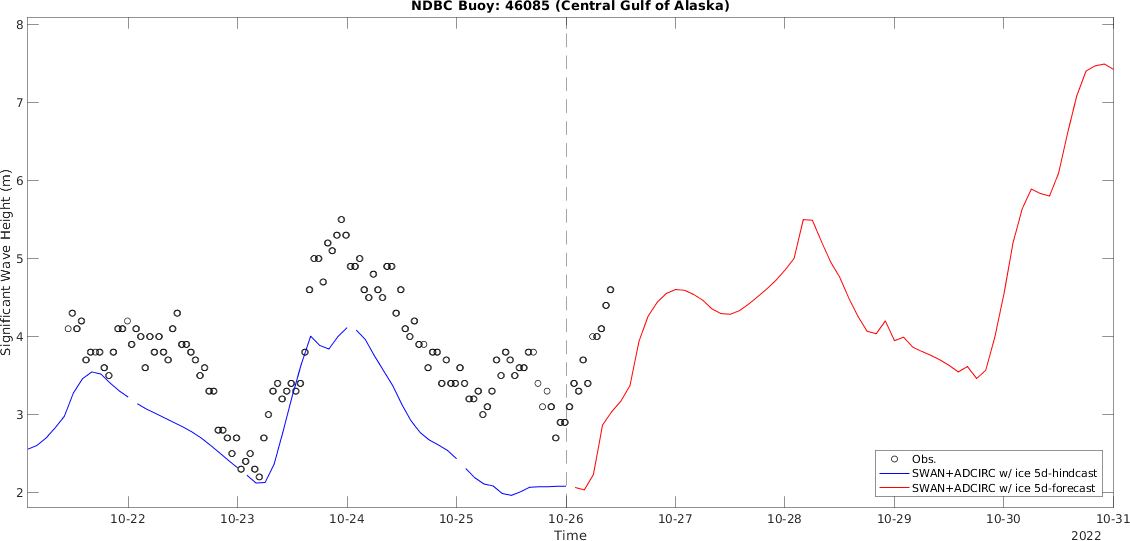 NDBC Buoy: 46085 (Central Gulf of Alaska)
8
7
6
5
4
3
2
Significant Wave Height (m)
Obs.
SWAN+ADCIRC w/ ice 5d-hindcast
SWAN+ADCIRC w/ ice 5d-forecast
10-22 10-23 10-24 10-25 10-26 10-27 10-28 10-29 10-30 10-31
Time
2022